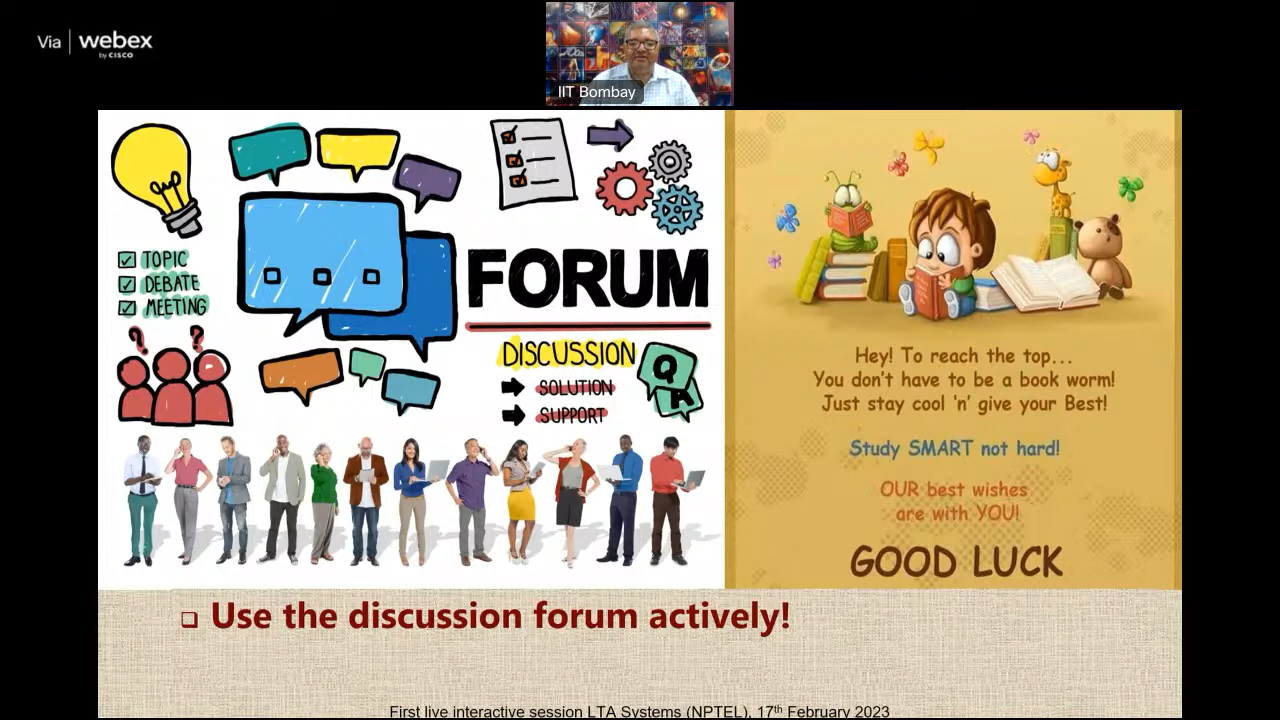 Via | webex
by CISCO
IIT Bombay
TOPIC
DEBATE
MEETING
? ?
FORUM
DISCUSSION
SOLUTION
SUPPORT
Q
A
Hey! To reach the top...
You don't have to be a book worm!
Just stay cool 'n' give your Best!
Study SMART not hard!
OUR best wishes
are with YOU!
GOOD LUCK
Use the discussion forum actively!
First live interactive session LTA Systems (NPTEL), 17th February 2023